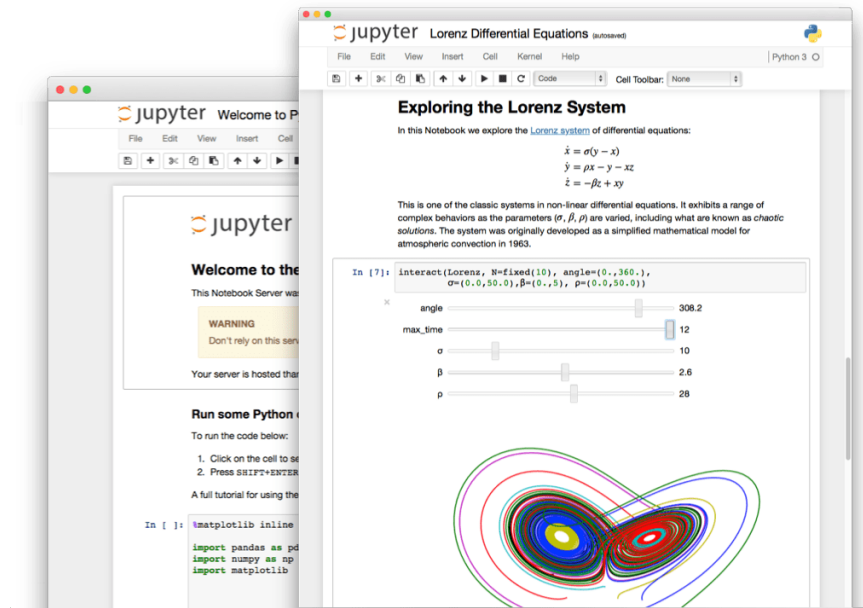 jupyter Lorenz Differential Equations (autosaved)
File Edit View Insert Cell Kernel Help Python 3
Code Cell Toolbar: None
Exploring the Lorenz System
In this Notebook we explore the Lorenz system of differential equations:
ẋ = σ(y − x)
ẏ = ρx − y − xz
ż = −βz + xy
This is one of the classic systems in non-linear differential equations. It exhibits a range of
complex behaviors as the parameters (σ, β, ρ) are varied, including what are known as chaotic
solutions. The system was originally developed as a simplified mathematical model for
atmospheric convection in 1963.
In [7]: interact(Lorenz, N=fixed(10), angle=(0.,360.),
σ=(0.0,50.0),β=(0.,5), ρ=(0.0,50.0))
angle 308.2
max_time 12
σ 10
β 2.6
ρ 28
jupyter Welcome to P
File Edit View Insert Cell
jupyter
Welcome to the
This Notebook Server was
WARNING
Don't rely on this serv
Your server is hosted than
Run some Python
To run the code below:
1. Click on the cell to se
2. Press SHIFT+ENTER
A full tutorial for using the
In [ ]: %matplotlib inline
import pandas as pd
import numpy as np
import matplotlib